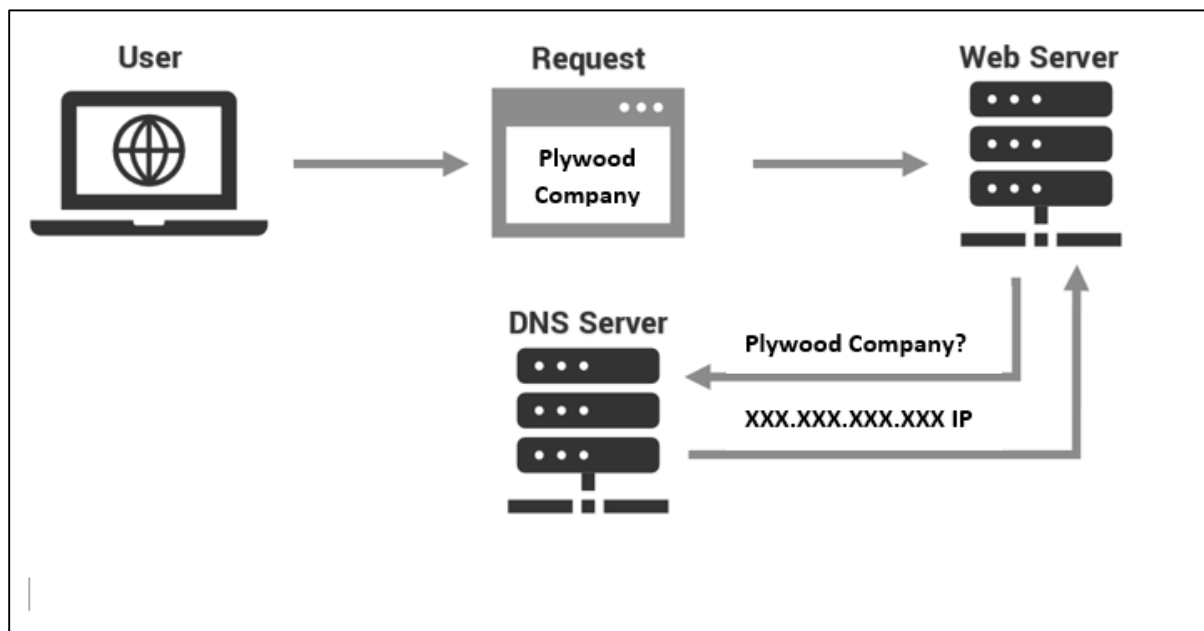 User
Request
Web Server
Plywood
Company
DNS Server
Plywood Company?
XXX.XXX.XXX.XXX IP